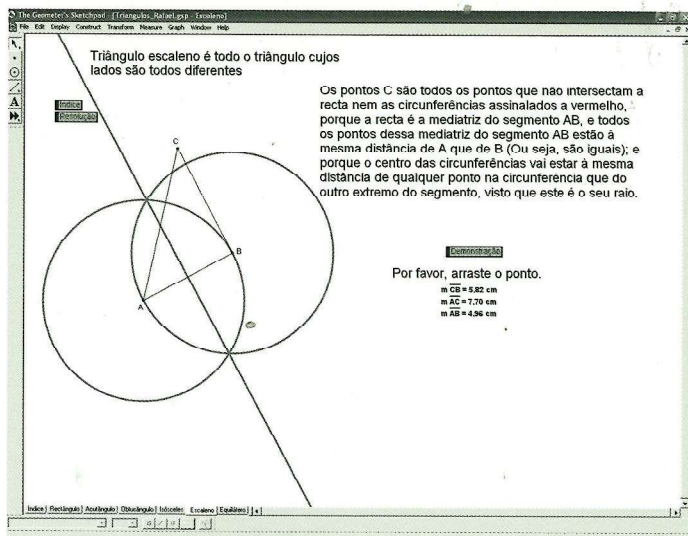 The Geometer's Sketchpad - [Triangulos_Rafael.gsp - Escaleno]
File Edit Display Construct Transform Measure Graph Window Help
Triângulo escaleno é todo o triângulo cujos
lados são todos diferentes
Índice
Resolução
Os pontos C são todos os pontos que não intersectam a
recta nem as circunferências assinalados a vermelho,
porque a recta é a mediatriz do segmento AB, e todos
os pontos dessa mediatriz do segmento AB estão à
mesma distância de A que de B (Ou seja, são iguais); e
porque o centro das circunferências vai estar à mesma
distância de qualquer ponto na circunferência que do
outro extremo do segmento, visto que este é o seu raio.
C
B
A
Demonstração
Por favor, arraste o ponto.
m CB = 5,82 cm
m AC = 7,70 cm
m AB = 4,96 cm
Indice Rectângulo Acutângulo Obtusângulo Isósceles Escaleno Equilátero